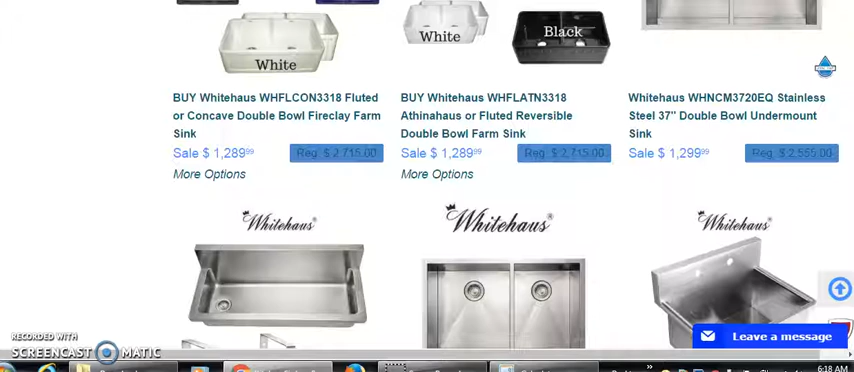 White
White
Black
BUY Whitehaus WHFLCON3318 Fluted or Concave Double Bowl Fireclay Farm Sink
Sale $ 1,289⁹⁹ Reg. $ 2,715.00
More Options
BUY Whitehaus WHFLATN3318 Athinahaus or Fluted Reversible Double Bowl Farm Sink
Sale $ 1,289⁹⁹ Reg. $ 2,715.00
More Options
Whitehaus WHNCM3720EQ Stainless Steel 37" Double Bowl Undermount Sink
Sale $ 1,299⁹⁹ Reg. $ 2,555.00
Whitehaus®
Whitehaus®
Whitehaus®
Leave a message
RECORDED WITH
SCREENCAST MATIC
6:18 AM